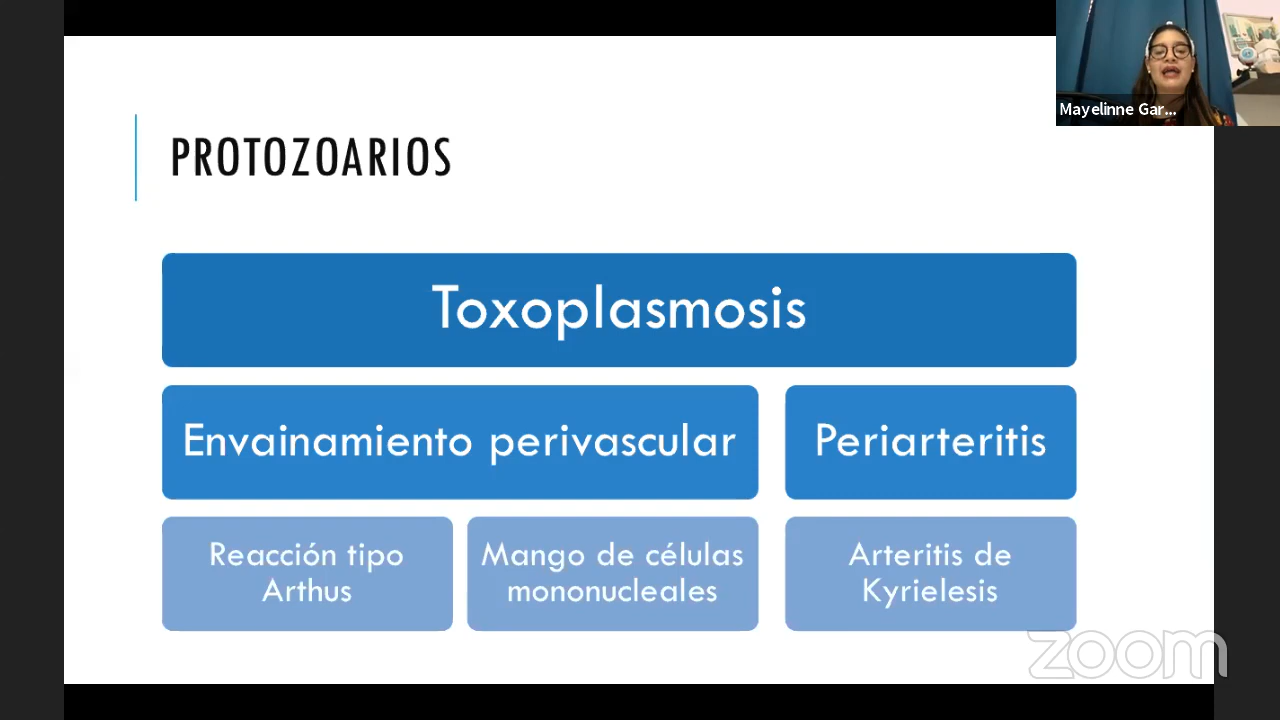 Mayelinne Gar...
PROTOZOARIOS
Toxoplasmosis
Envainamiento perivascular
Periarteritis
Reacción tipo
Arthus
Mango de células
mononucleales
Arteritis de
Kyrielesis
zoom